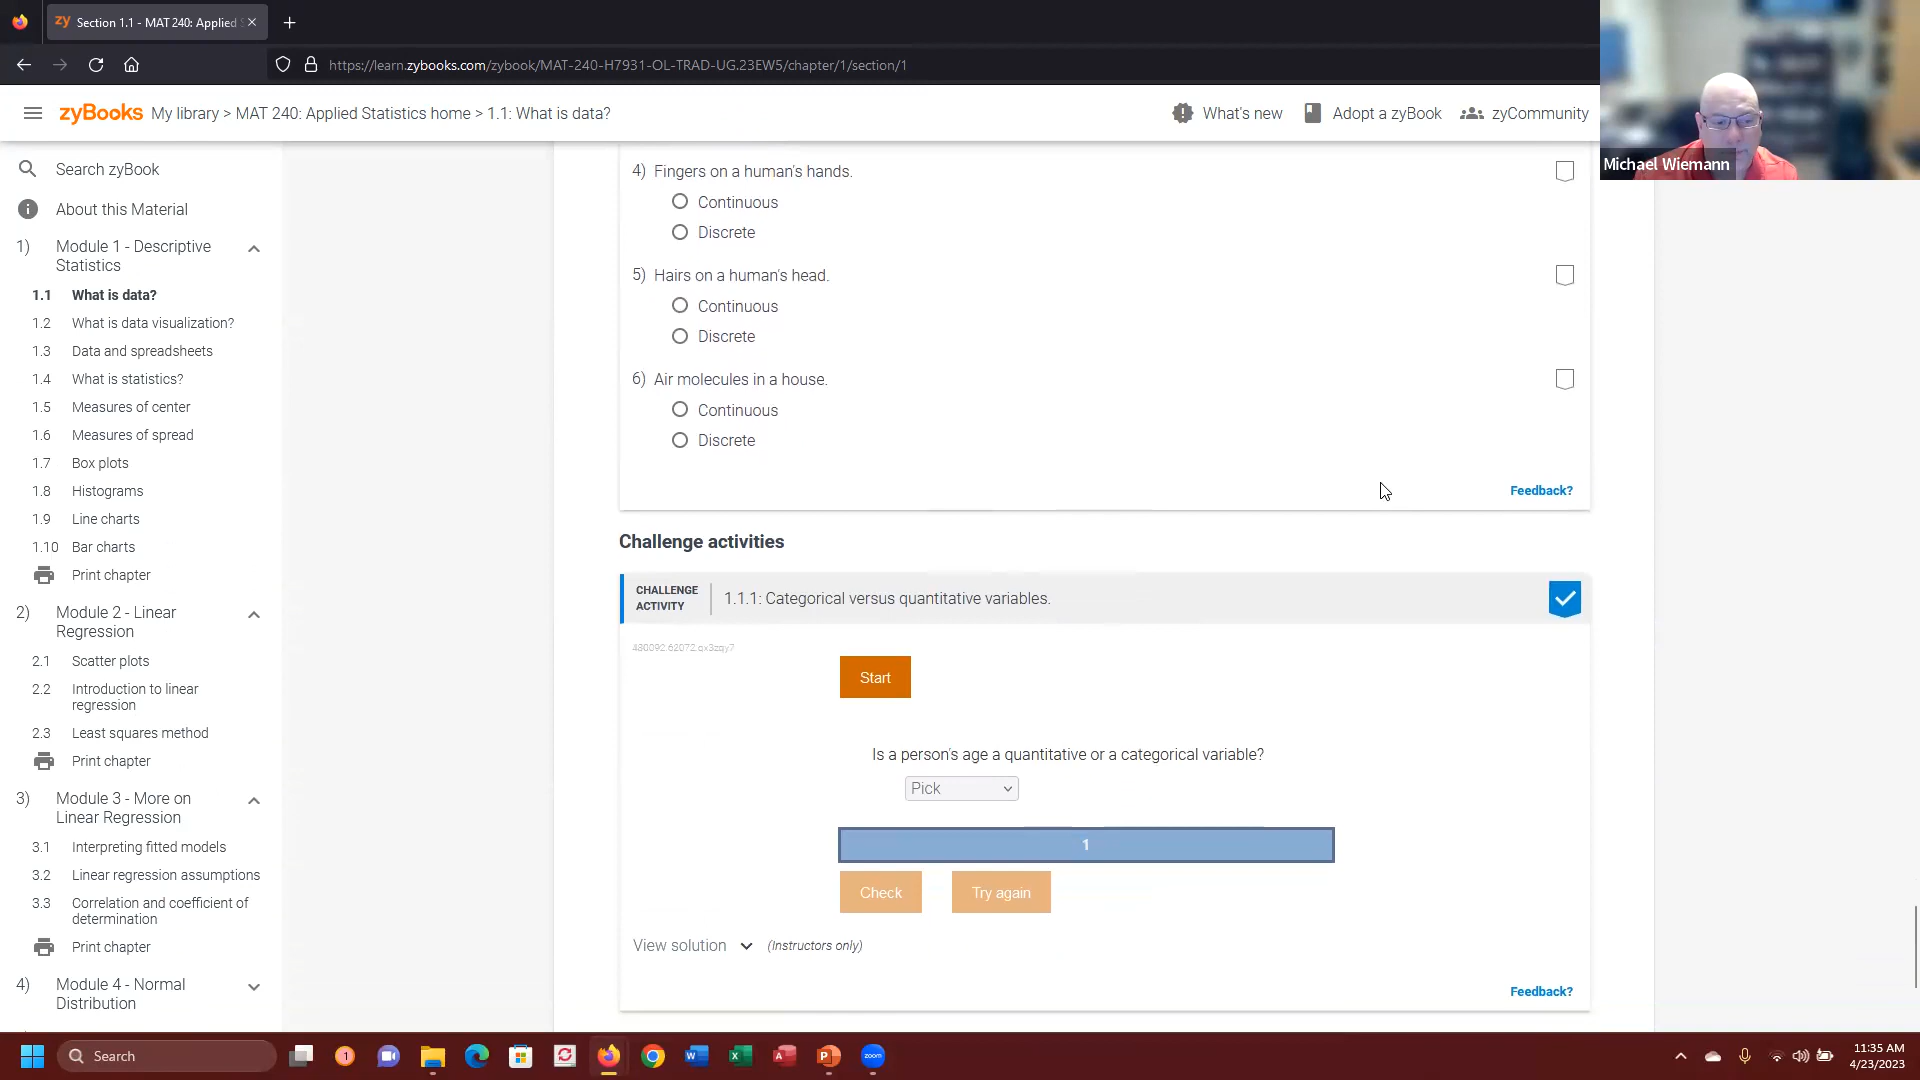 zy Section 1.1 - MAT 240: Applied S
https://learn.zybooks.com/zybook/MAT-240-H7931-OL-TRAD-UG.23EW5/chapter/1/section/1
zyBooks My library > MAT 240: Applied Statistics home > 1.1: What is data?
What's new
Adopt a zyBook
zyCommunity
Michael Wiemann
Search zyBook
About this Material
1) Module 1 - Descriptive
Statistics
1.1 What is data?
1.2 What is data visualization?
1.3 Data and spreadsheets
1.4 What is statistics?
1.5 Measures of center
1.6 Measures of spread
1.7 Box plots
1.8 Histograms
1.9 Line charts
1.10 Bar charts
Print chapter
2) Module 2 - Linear
Regression
2.1 Scatter plots
2.2 Introduction to linear
regression
2.3 Least squares method
Print chapter
3) Module 3 - More on
Linear Regression
3.1 Interpreting fitted models
3.2 Linear regression assumptions
3.3 Correlation and coefficient of
determination
Print chapter
4) Module 4 - Normal
Distribution
4) Fingers on a human's hands.
Continuous
Discrete
5) Hairs on a human's head.
Continuous
Discrete
6) Air molecules in a house.
Continuous
Discrete
Feedback?
Challenge activities
CHALLENGE
ACTIVITY
1.1.1: Categorical versus quantitative variables.
480092.62072.qx3zqy7
Start
Is a person's age a quantitative or a categorical variable?
Pick
1
Check
Try again
View solution
(Instructors only)
Feedback?
Search
1
zoom
11:35 AM
4/23/2023